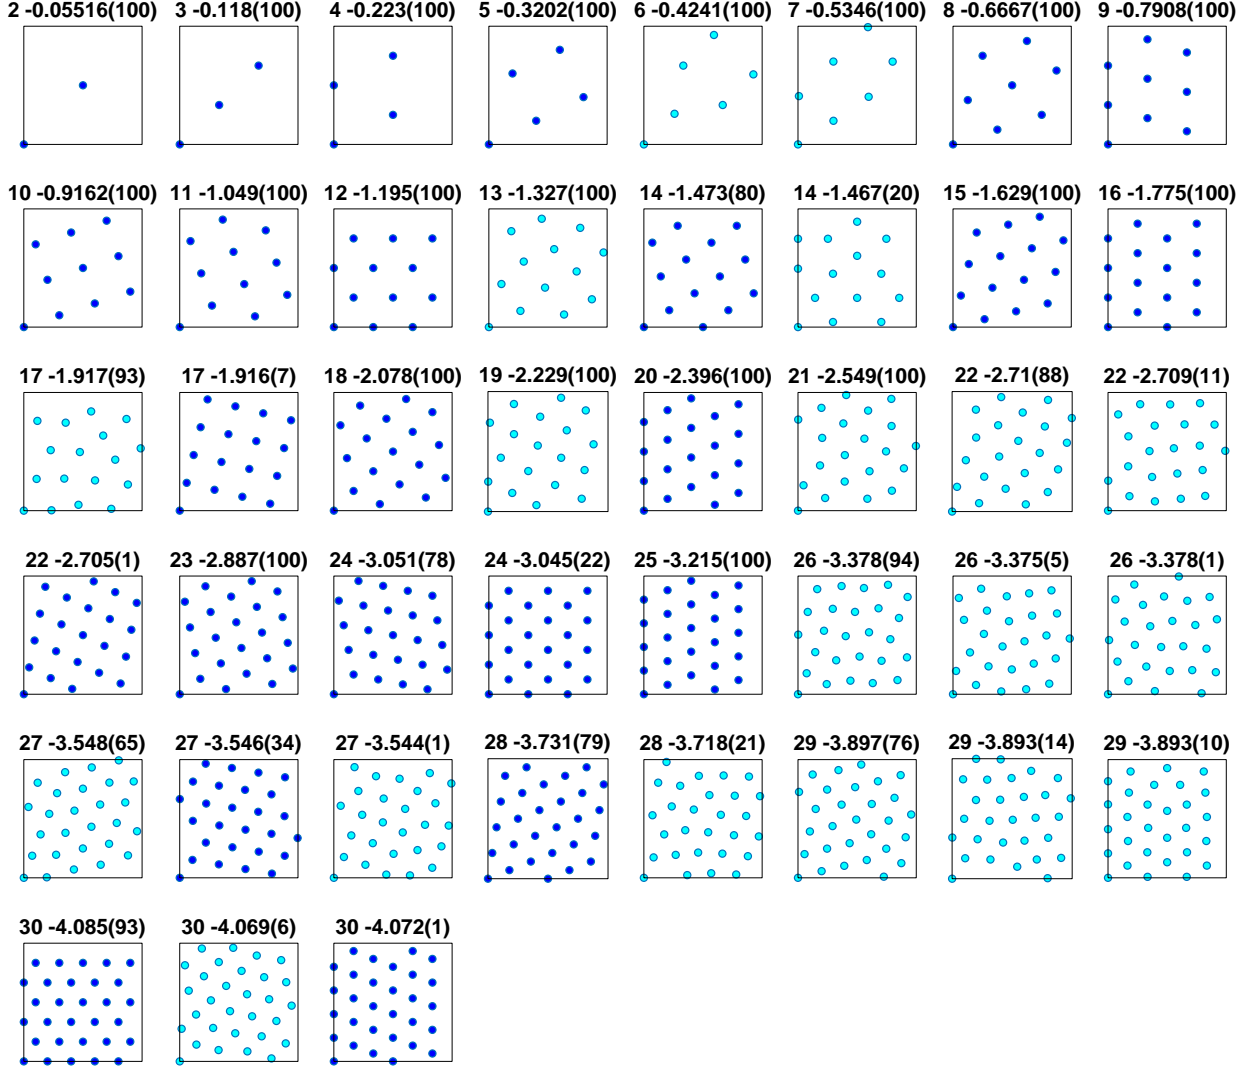 2 -0.05516(100) 3 -0.118(100) 4 -0.223(100) 5 -0.3202(100) 6 -0.4241(100) 7 -0.5346(100) 8 -0.6667(100) 9 -0.7908(100)
10 -0.9162(100) 11 -1.049(100) 12 -1.195(100) 13 -1.327(100) 14 -1.473(80) 14 -1.467(20) 15 -1.629(100) 16 -1.775(100)
17 -1.917(93) 17 -1.916(7) 18 -2.078(100) 19 -2.229(100) 20 -2.396(100) 21 -2.549(100) 22 -2.71(88) 22 -2.709(11)
22 -2.705(1) 23 -2.887(100) 24 -3.051(78) 24 -3.045(22) 25 -3.215(100) 26 -3.378(94) 26 -3.375(5) 26 -3.378(1)
27 -3.548(65) 27 -3.546(34) 27 -3.544(1) 28 -3.731(79) 28 -3.718(21) 29 -3.897(76) 29 -3.893(14) 29 -3.893(10)
30 -4.085(93) 30 -4.069(6) 30 -4.072(1)